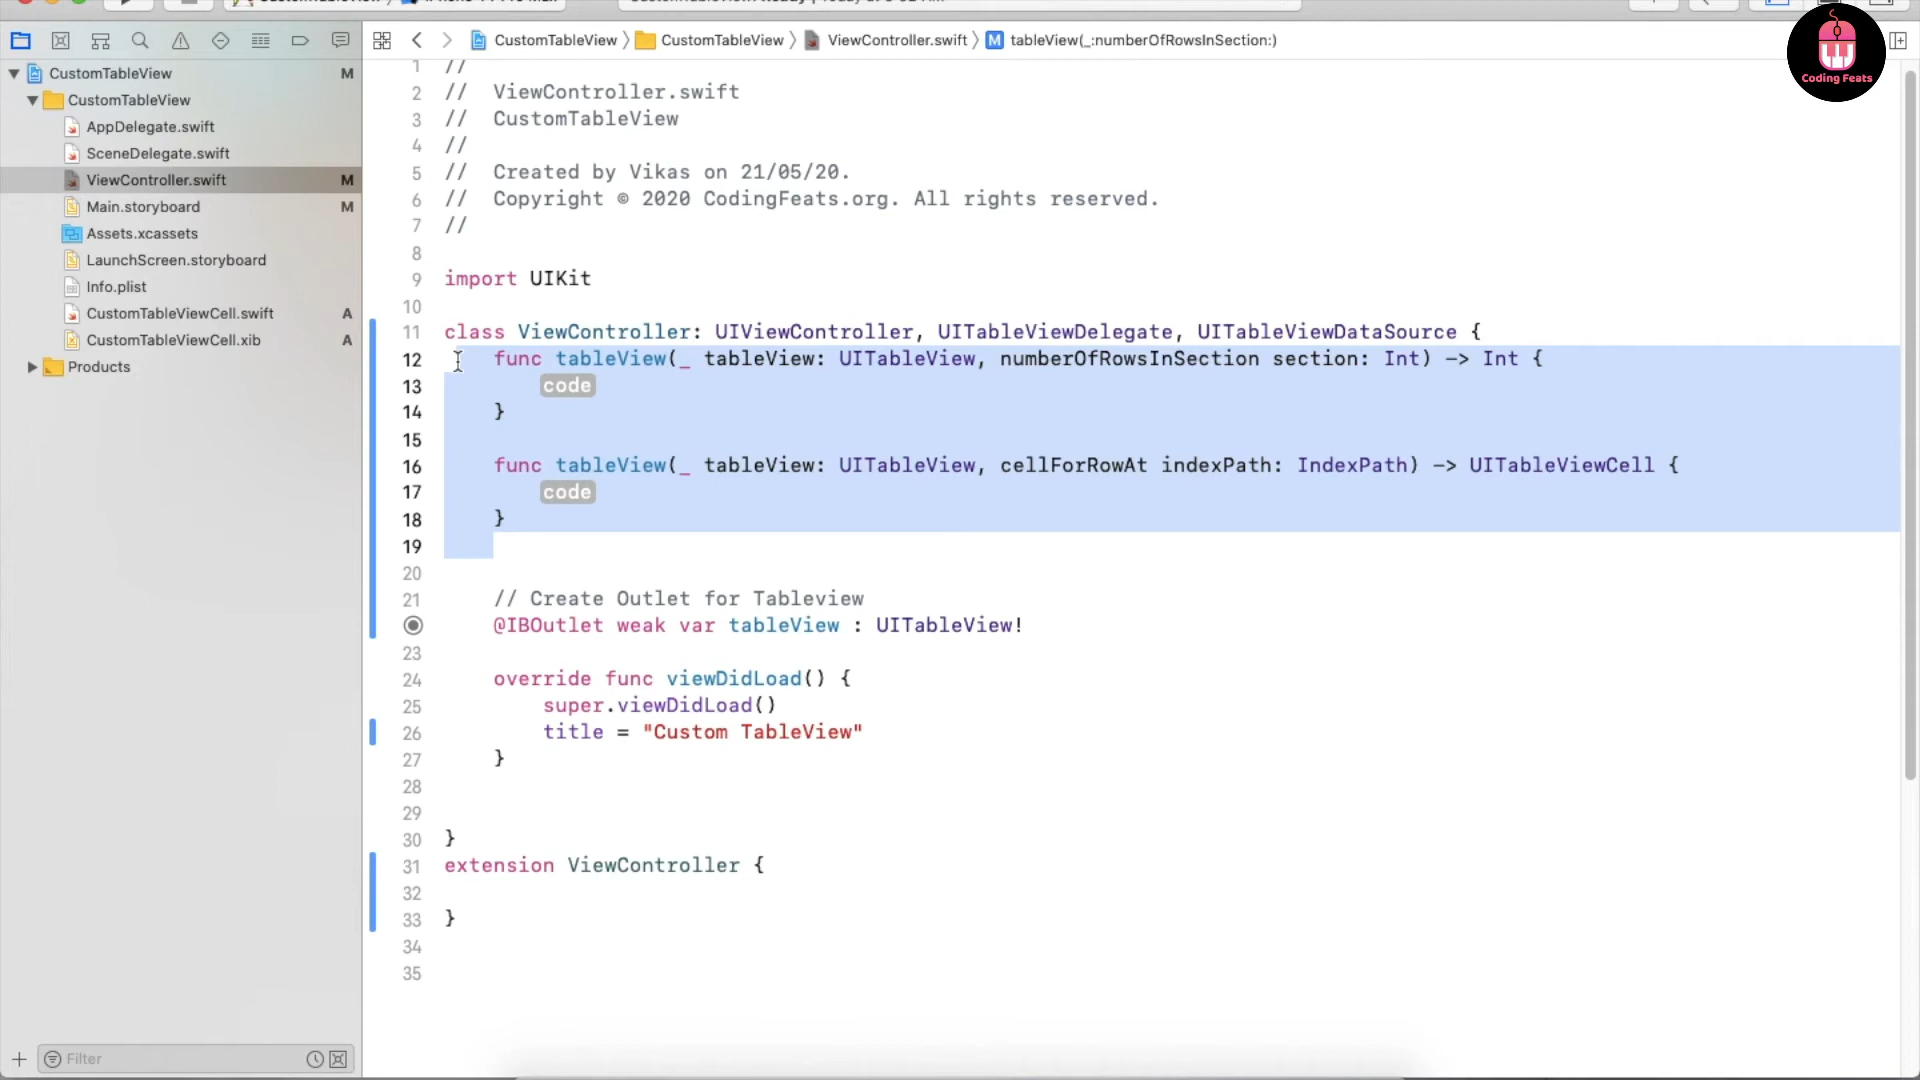 CustomTableView M
CustomTableView
AppDelegate.swift
SceneDelegate.swift
ViewController.swift M
Main.storyboard M
Assets.xcassets
LaunchScreen.storyboard
Info.plist
CustomTableViewCell.swift A
CustomTableViewCell.xib A
Products
Filter
CustomTableView CustomTableView ViewController.swift M tableView(_:numberOfRowsInSection:)
Coding Feats
1 //
2 // ViewController.swift
3 // CustomTableView
4 //
5 // Created by Vikas on 21/05/20.
6 // Copyright © 2020 CodingFeats.org. All rights reserved.
7 //
8
9 import UIKit
10
11 class ViewController: UIViewController, UITableViewDelegate, UITableViewDataSource {
12 func tableView(_ tableView: UITableView, numberOfRowsInSection section: Int) -> Int {
13 code
14 }
15
16 func tableView(_ tableView: UITableView, cellForRowAt indexPath: IndexPath) -> UITableViewCell {
17 code
18 }
19
20
21 // Create Outlet for Tableview
@IBOutlet weak var tableView : UITableView!
23
24 override func viewDidLoad() {
25 super.viewDidLoad()
26 title = "Custom TableView"
27 }
28
29
30 }
31 extension ViewController {
32
33 }
34
35